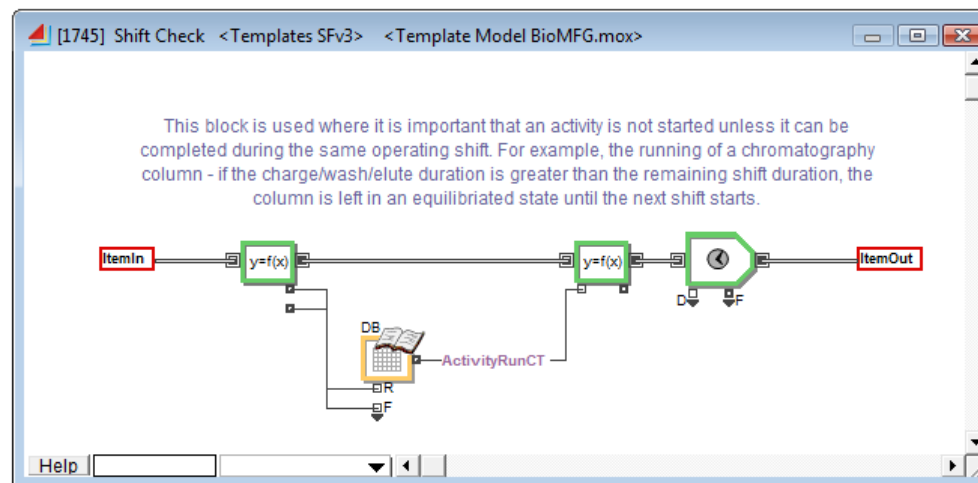 [1745] Shift Check <Templates SFv3> <Template Model BioMFG.mox>
This block is used where it is important that an activity is not started unless it can be
completed during the same operating shift. For example, the running of a chromatography
column - if the charge/wash/elute duration is greater than the remaining shift duration, the
column is left in an equilibriated state until the next shift starts.
ItemIn
y=f(x)
y=f(x)
ItemOut
D
F
DB
ActivityRunCT
R
F
Help